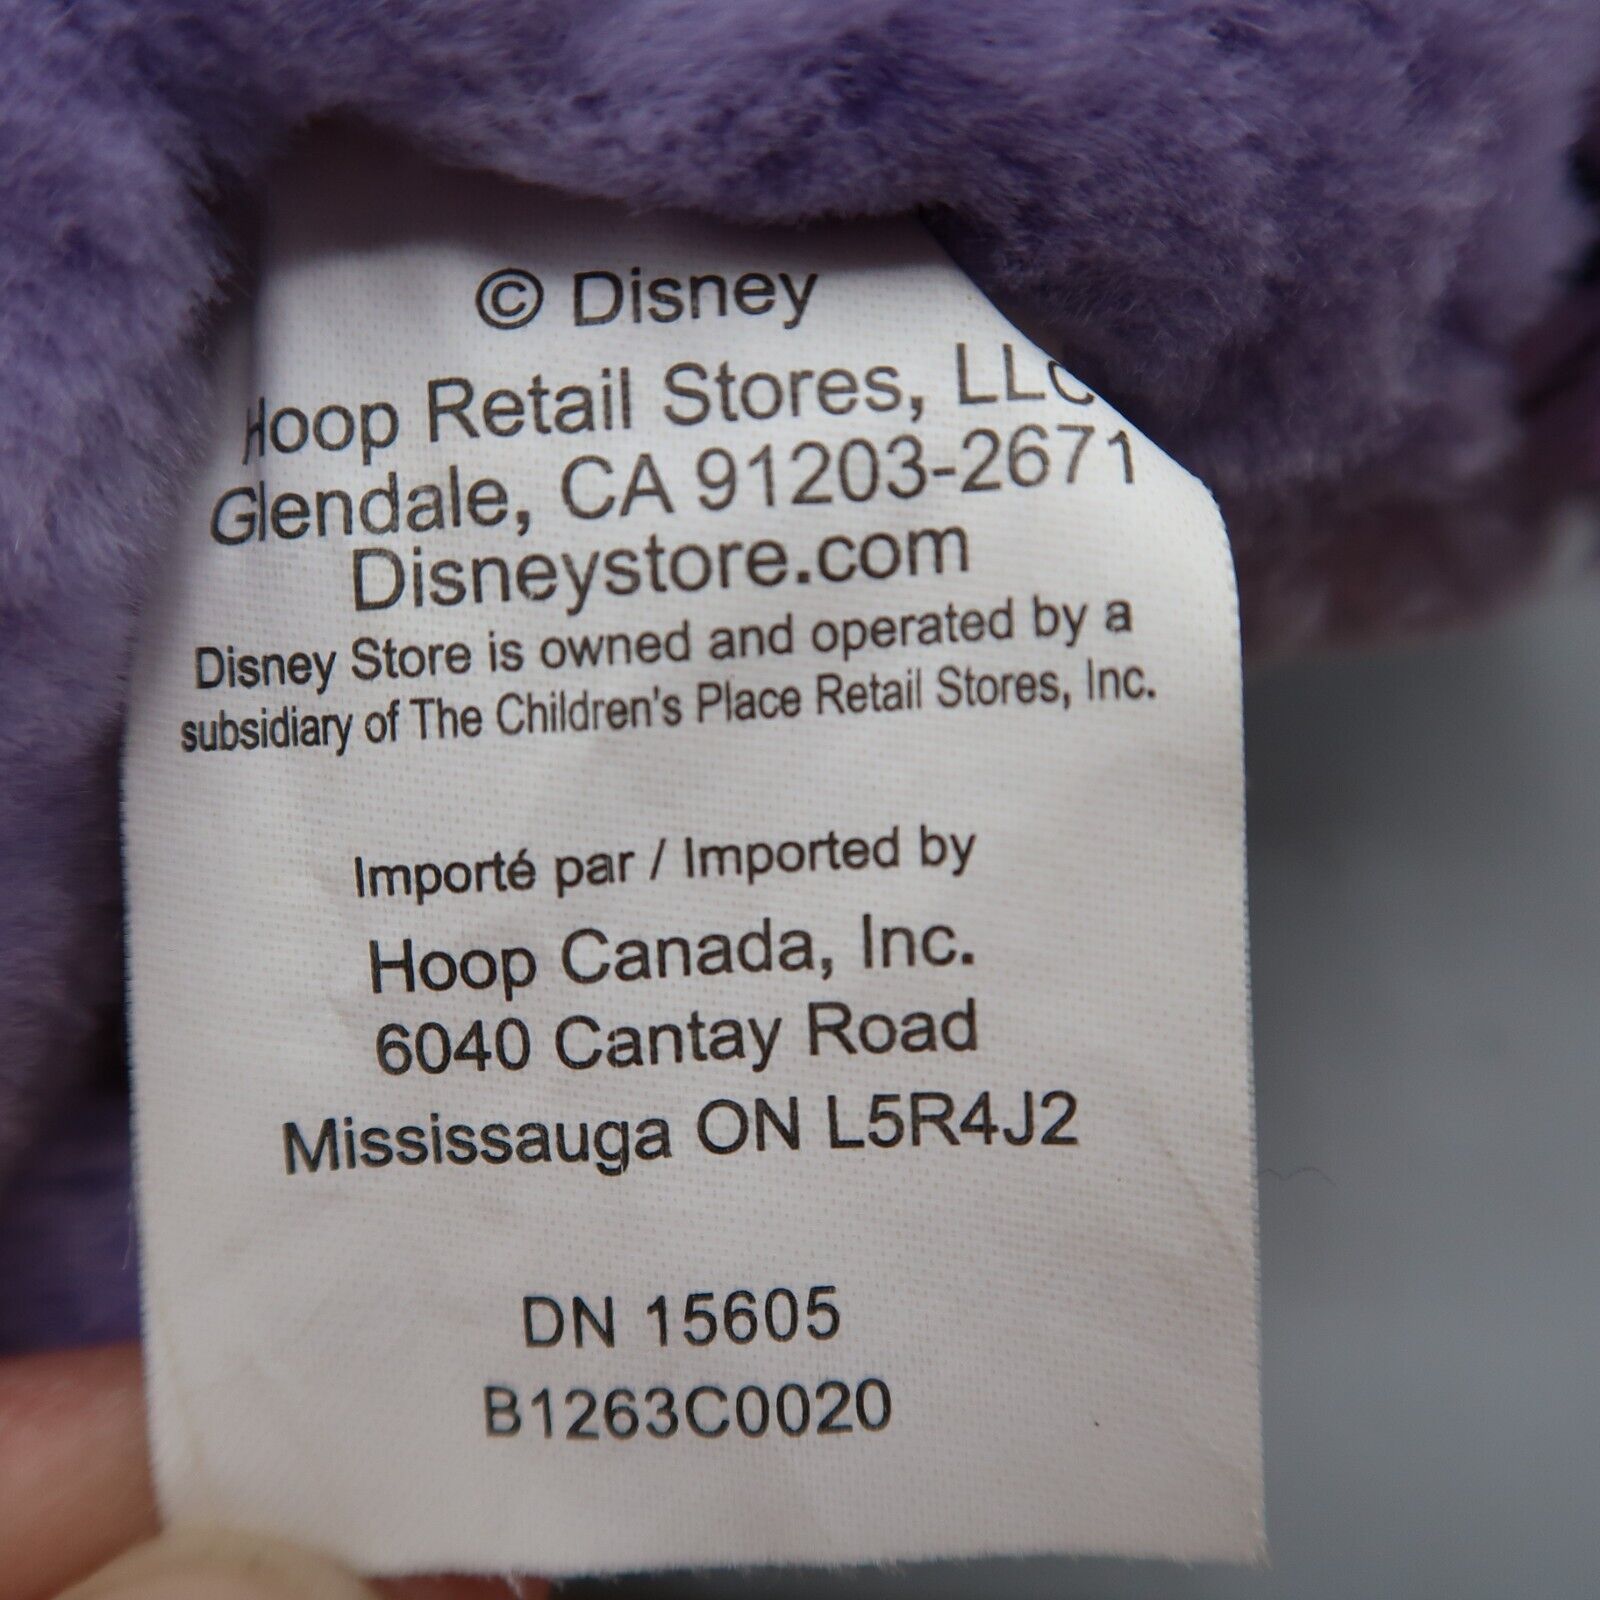 © Disney
Hoop Retail Stores, LLC
Glendale, CA 91203-2671
Disneystore.com
Disney Store is owned and operated by a
subsidiary of The Children's Place Retail Stores, Inc.
Importé par / Imported by
Hoop Canada, Inc.
6040 Cantay Road
Mississauga ON L5R4J2
DN 15605
B1263C0020